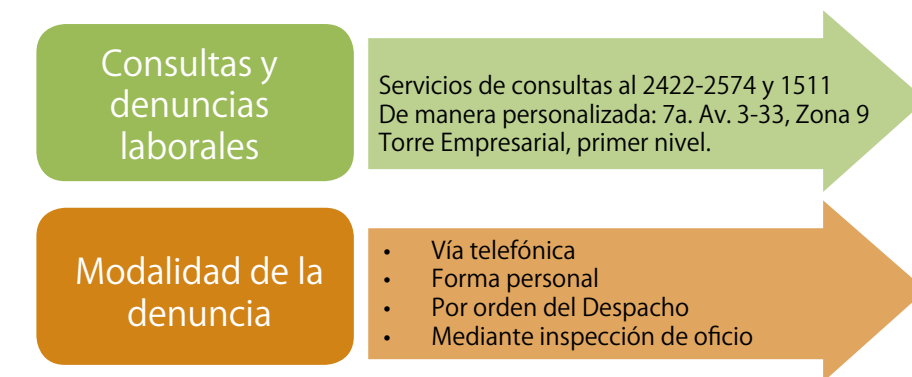 Consultas y
denuncias
laborales
Servicios de consultas al 2422-2574 y 1511
De manera personalizada: 7a. Av. 3-33, Zona 9
Torre Empresarial, primer nivel.
Modalidad de la
denuncia
• Vía telefónica
• Forma personal
• Por orden del Despacho
• Mediante inspección de oficio